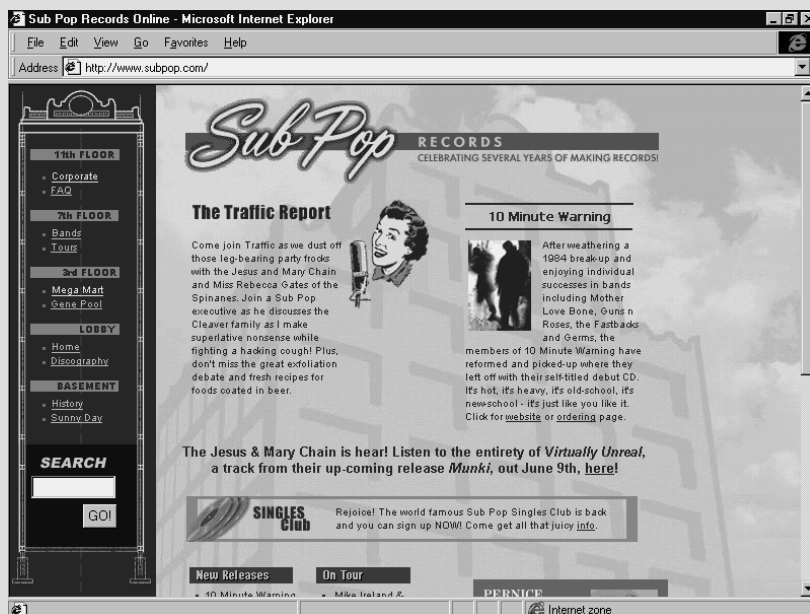 Sub Pop Records Online - Microsoft Internet Explorer
File Edit View Go Favorites Help
Address http://www.subpop.com/
11th FLOOR
Corporate
FAQ
7th FLOOR
Bands
Tours
3rd FLOOR
Mega Mart
Gene Pool
LOBBY
Home
Discography
BASEMENT
History
Sunny Day
SEARCH
GO!
Sub Pop
RECORDS
CELEBRATING SEVERAL YEARS OF MAKING RECORDS!
The Traffic Report
Come join Traffic as we dust off
those leg-bearing party frocks
with the Jesus and Mary Chain
and Miss Rebecca Gates of the
Spinanes. Join a Sub Pop
executive as he discusses the
Cleaver family as I make
superlative nonsense while
fighting a hacking cough! Plus,
don't miss the great exfoliation
debate and fresh recipes for
foods coated in beer.
10 Minute Warning
After weathering a
1984 break-up and
enjoying individual
successes in bands
including Mother
Love Bone, Guns n
Roses, the Fastbacks
and Germs, the
members of 10 Minute Warning have
reformed and picked-up where they
left off with their self-titled debut CD.
It's hot, it's heavy, it's old-school, it's
new-school - it's just like you like it.
Click for website or ordering page.
The Jesus & Mary Chain is hear! Listen to the entirety of Virtually Unreal,
a track from their up-coming release Munki, out June 9th, here!
SINGLES
Club
Rejoice! The world famous Sub Pop Singles Club is back
and you can sign up NOW! Come get all that juicy info.
New Releases
10 Minute Warning
On Tour
Mike Ireland &
PERNICE
Internet zone